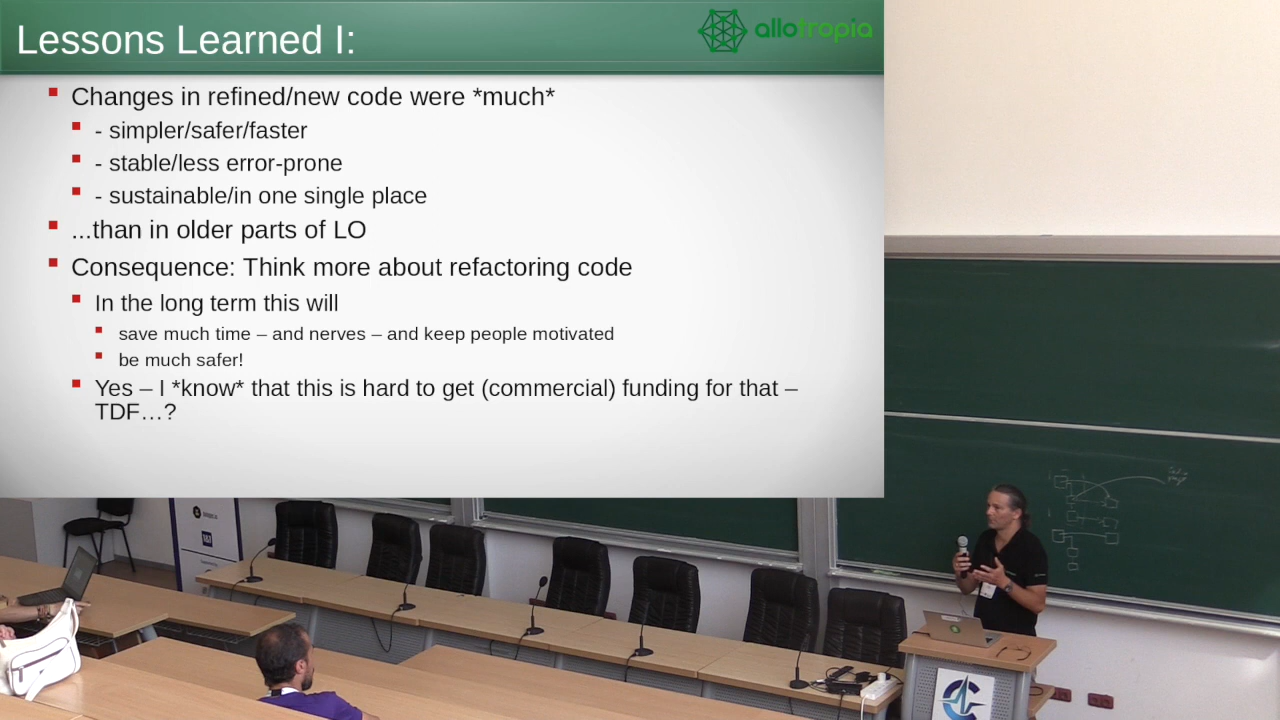 Lessons Learned I:
allotropia
Changes in refined/new code were *much*
- simpler/safer/faster
- stable/less error-prone
- sustainable/in one single place
...than in older parts of LO
Consequence: Think more about refactoring code
In the long term this will
save much time – and nerves – and keep people motivated
be much safer!
Yes – I *know* that this is hard to get (commercial) funding for that –
TDF…?